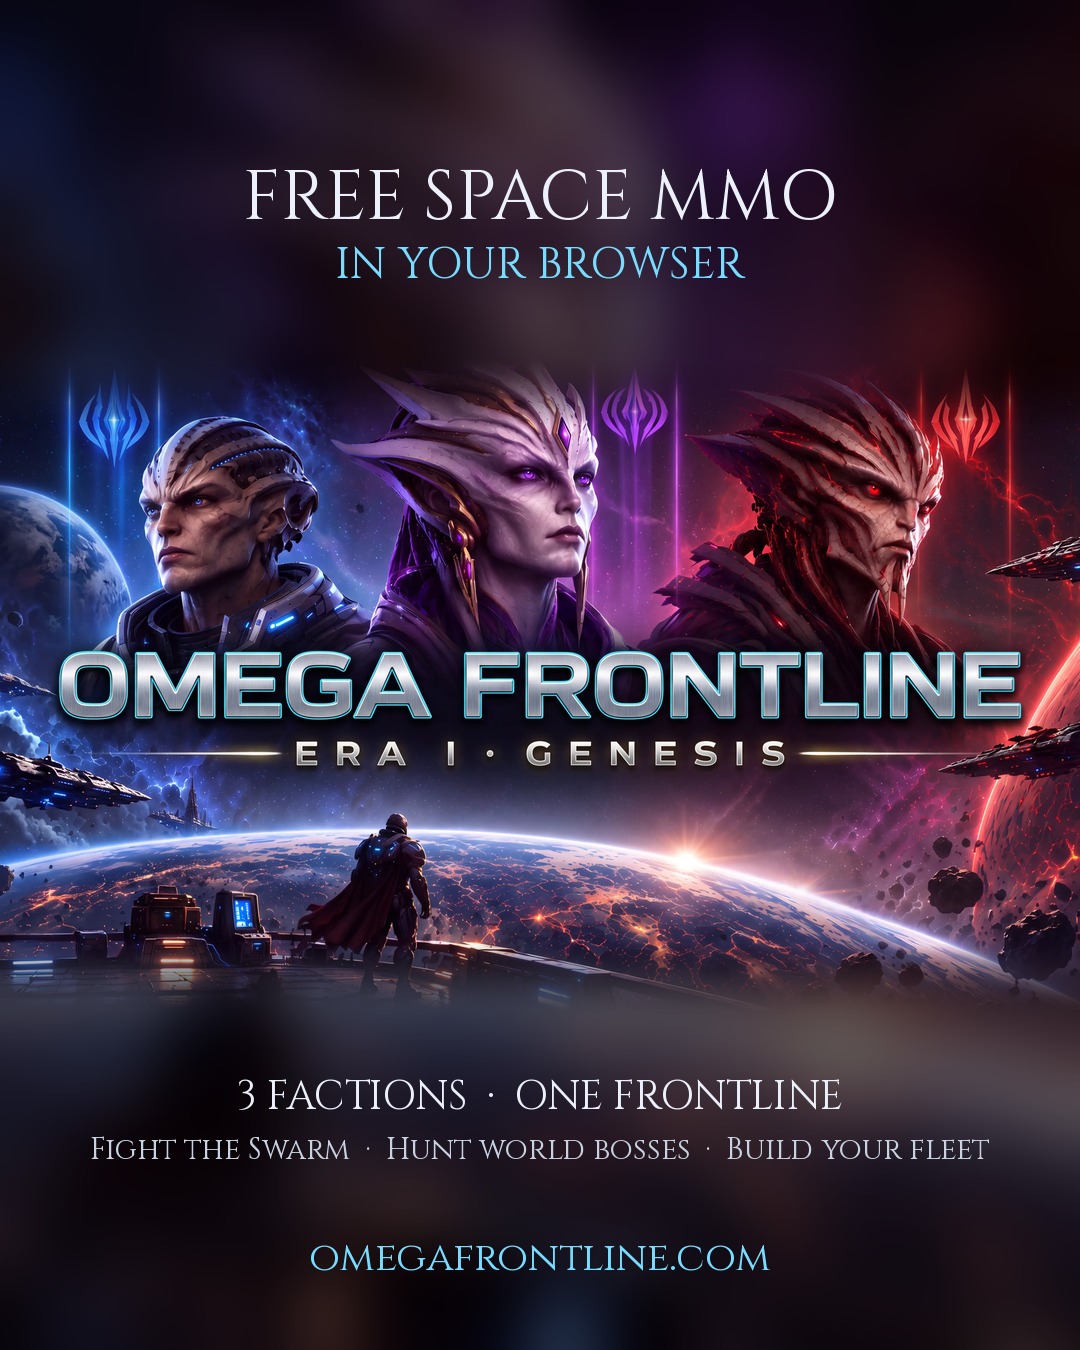 FREE SPACE MMO
IN YOUR BROWSER
OMEGA FRONTLINE
ERA I · GENESIS
3 FACTIONS · ONE FRONTLINE
FIGHT THE SWARM · HUNT WORLD BOSSES · BUILD YOUR FLEET
OMEGAFRONTLINE.COM